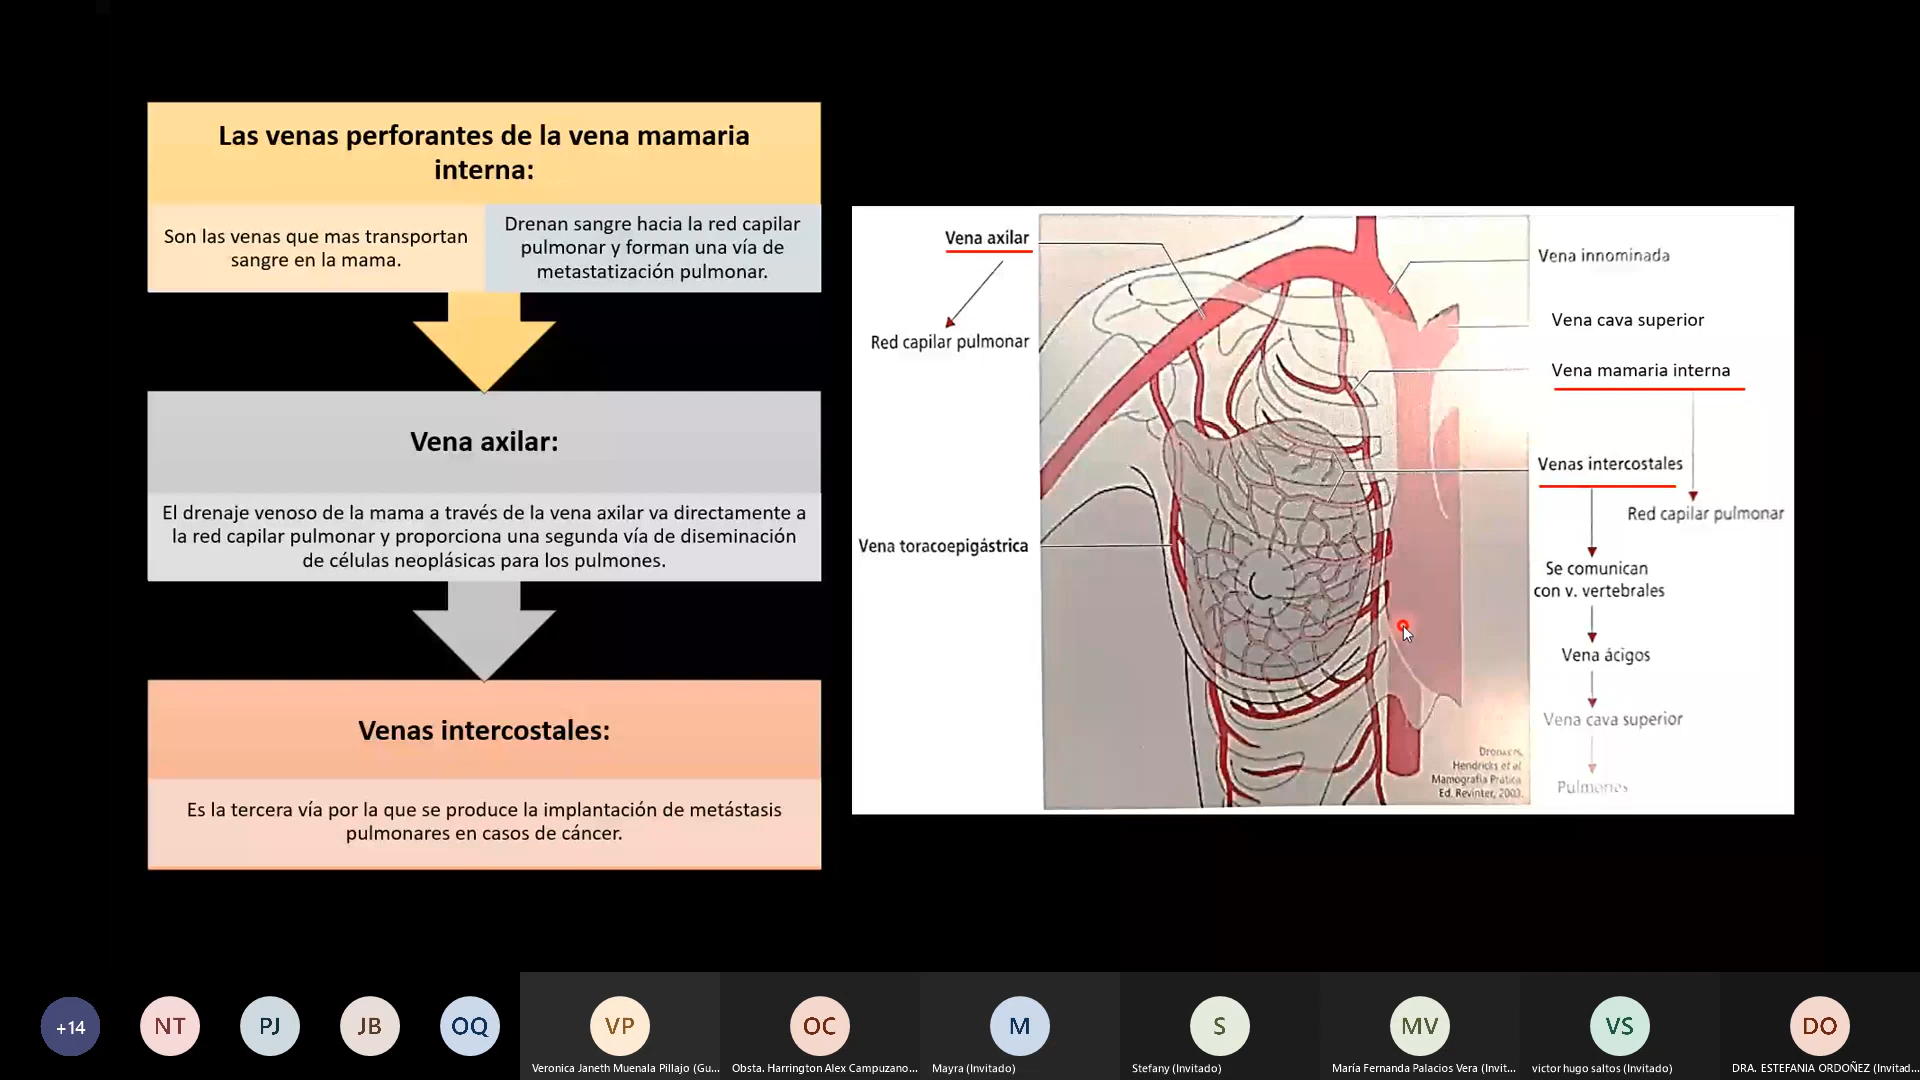 Las venas perforantes de la vena mamaria
interna:
Son las venas que mas transportan
sangre en la mama.
Drenan sangre hacia la red capilar
pulmonar y forman una vía de
metastatización pulmonar.
Vena axilar:
El drenaje venoso de la mama a través de la vena axilar va directamente a
la red capilar pulmonar y proporciona una segunda vía de diseminación
de células neoplásicas para los pulmones.
Venas intercostales:
Es la tercera vía por la que se produce la implantación de metástasis
pulmonares en casos de cáncer.
Vena axilar
Red capilar pulmonar
Vena toracoepigástrica
Vena innominada
Vena cava superior
Vena mamaria interna
Venas intercostales
Red capilar pulmonar
Se comunican
con v. vertebrales
Vena ácigos
Vena cava superior
Pulmones
Dronkers,
Hendricks et al
Mamografia Prática
Ed. Revinter, 2003.
+14
NT
PJ
JB
OQ
VP
OC
M
S
MV
VS
DO
Veronica Janeth Muenala Pillajo (Gu...
Obsta. Harrington Alex Campuzano...
Mayra (Invitado)
Stefany (Invitado)
María Fernanda Palacios Vera (Invit...
victor hugo saltos (Invitado)
DRA. ESTEFANIA ORDOÑEZ (Invitad...